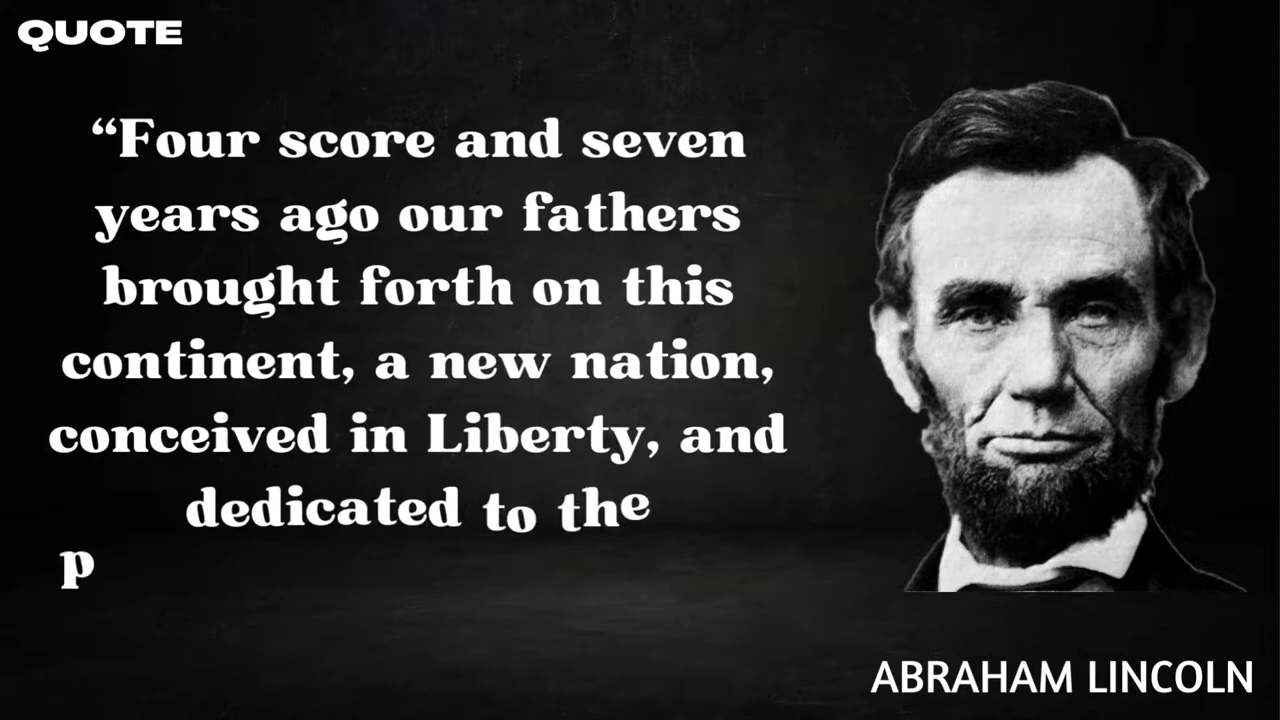 QUOTE
“Four score and seven
years ago our fathers
brought forth on this
continent, a new nation,
conceived in Liberty, and
dedicated to the
p
ABRAHAM LINCOLN